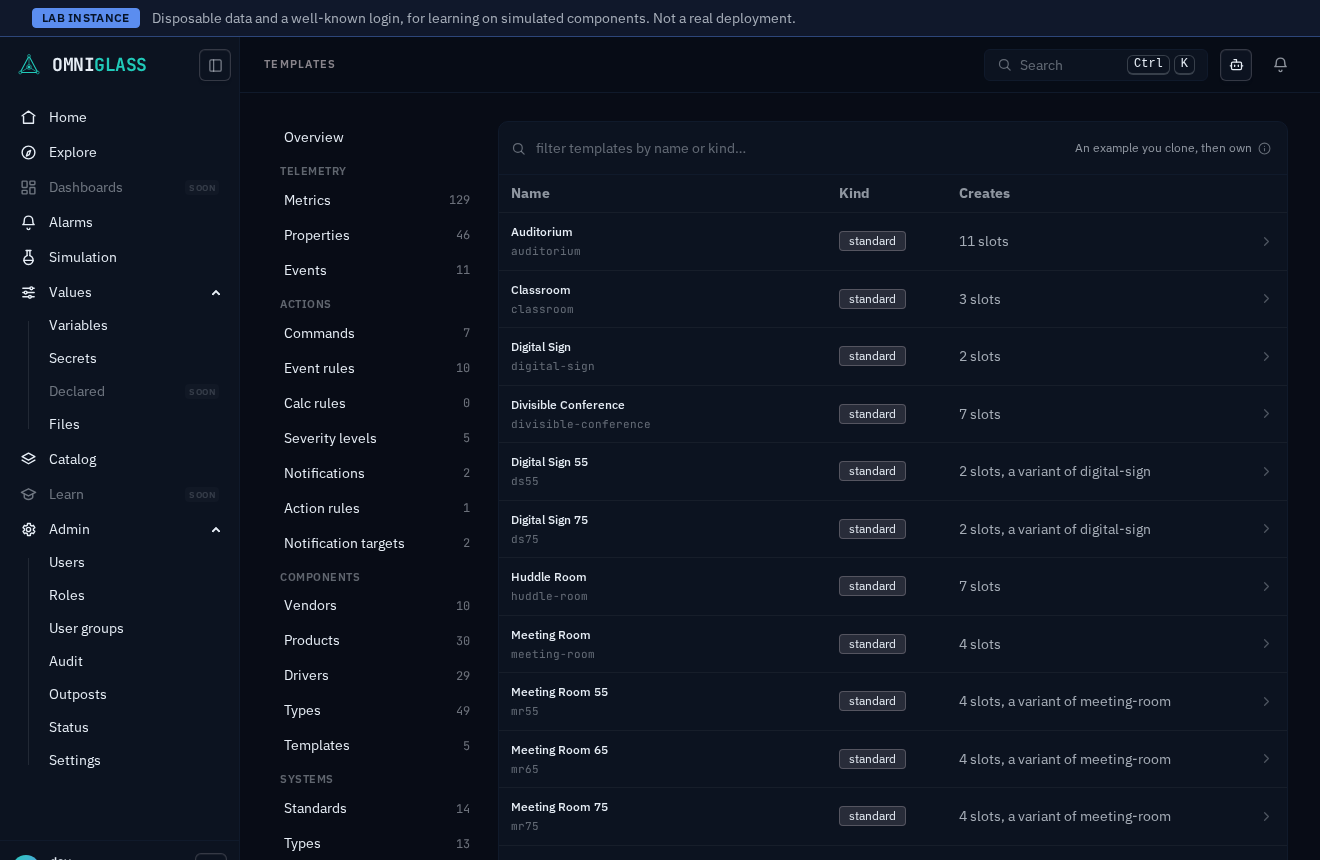 LAB INSTANCE Disposable data and a well-known login, for learning on simulated components. Not a real deployment.
OMNIGLASS
TEMPLATES
Search Ctrl K
Home
Explore
Dashboards SOON
Alarms
Simulation
Values
Variables
Secrets
Declared SOON
Files
Catalog
Learn SOON
Admin
Users
Roles
User groups
Audit
Outposts
Status
Settings
Overview
TELEMETRY
Metrics 129
Properties 46
Events 11
ACTIONS
Commands 7
Event rules 10
Calc rules 0
Severity levels 5
Notifications 2
Action rules 1
Notification targets 2
COMPONENTS
Vendors 10
Products 30
Drivers 29
Types 49
Templates 5
SYSTEMS
Standards 14
Types 13
filter templates by name or kind... An example you clone, then own
Name Kind Creates
Auditorium
auditorium
standard 11 slots
Classroom
classroom
standard 3 slots
Digital Sign
digital-sign
standard 2 slots
Divisible Conference
divisible-conference
standard 7 slots
Digital Sign 55
ds55
standard 2 slots, a variant of digital-sign
Digital Sign 75
ds75
standard 2 slots, a variant of digital-sign
Huddle Room
huddle-room
standard 7 slots
Meeting Room
meeting-room
standard 4 slots
Meeting Room 55
mr55
standard 4 slots, a variant of meeting-room
Meeting Room 65
mr65
standard 4 slots, a variant of meeting-room
Meeting Room 75
mr75
standard 4 slots, a variant of meeting-room